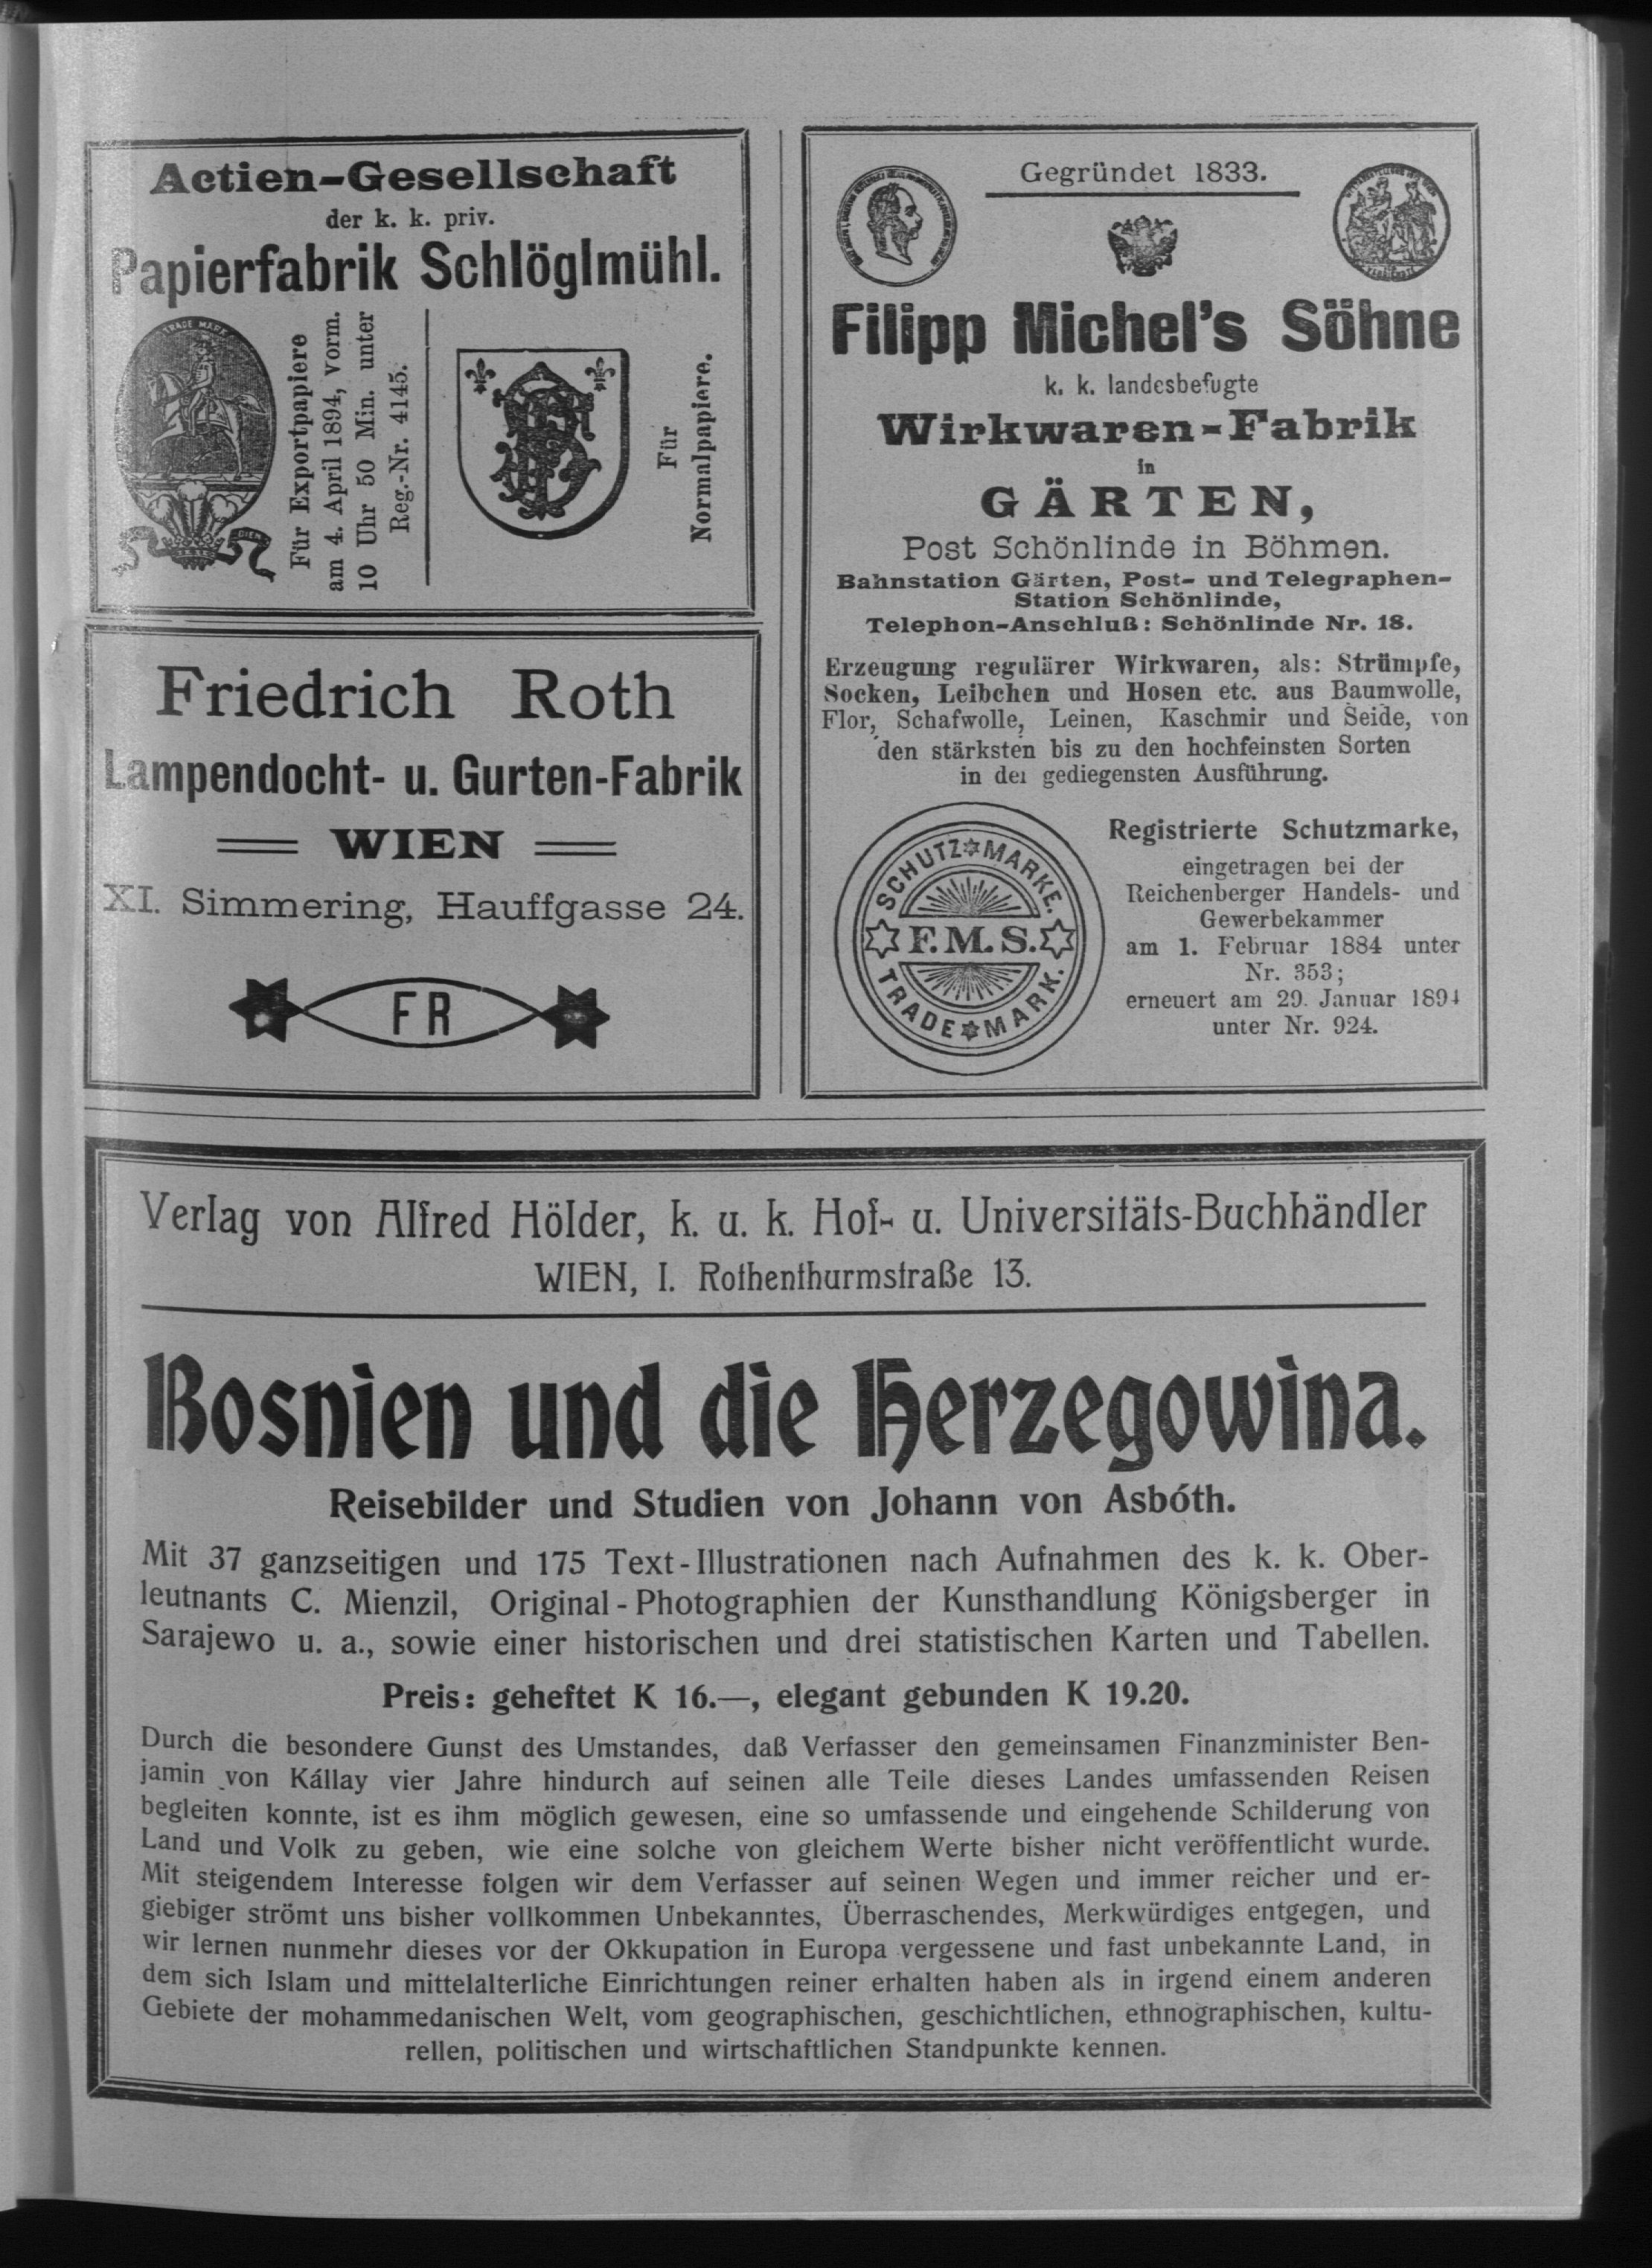 Actien-Gesellschaft
der k. k. priv.
Papierfabrik Schlöglmühl.
TRADE MARK
DIEN
Für Exportpapiere
am 4. April 1894, vorm.
10 Uhr 50 Min. unter
Reg.-Nr. 4145.
Für
Normalpapiere.
Friedrich Roth
Lampendocht- u. Gurten-Fabrik
WIEN
XI. Simmering, Hauffgasse 24.
FR
Gegründet 1833.
Filipp Michel's Söhne
k. k. landesbefugte
Wirkwaren-Fabrik
in
GÄRTEN,
Post Schönlinde in Böhmen.
Bahnstation Gärten, Post- und Telegraphen-
Station Schönlinde,
Telephon-Anschluß: Schönlinde Nr. 18.
Erzeugung regulärer Wirkwaren, als: Strümpfe,
Socken, Leibchen und Hosen etc. aus Baumwolle,
Flor, Schafwolle, Leinen, Kaschmir und Seide, von
den stärksten bis zu den hochfeinsten Sorten
in der gediegensten Ausführung.
SCHUTZ MARKE.
F. M. S.
TRADE MARK.
Registrierte Schutzmarke,
eingetragen bei der
Reichenberger Handels- und
Gewerbekammer
am 1. Februar 1884 unter
Nr. 353;
erneuert am 29. Januar 1894
unter Nr. 924.
Verlag von Alfred Hölder, k. u. k. Hof- u. Universitäts-Buchhändler
WIEN, I. Rothenthurmstraße 13.
Bosnien und die Herzegowina.
Reisebilder und Studien von Johann von Asbóth.
Mit 37 ganzseitigen und 175 Text-Illustrationen nach Aufnahmen des k. k. Ober-
leutnants C. Mienzil, Original-Photographien der Kunsthandlung Königsberger in
Sarajewo u. a., sowie einer historischen und drei statistischen Karten und Tabellen.
Preis: geheftet K 16.—, elegant gebunden K 19.20.
Durch die besondere Gunst des Umstandes, daß Verfasser den gemeinsamen Finanzminister Ben-
jamin von Kállay vier Jahre hindurch auf seinen alle Teile dieses Landes umfassenden Reisen
begleiten konnte, ist es ihm möglich gewesen, eine so umfassende und eingehende Schilderung von
Land und Volk zu geben, wie eine solche von gleichem Werte bisher nicht veröffentlicht wurde.
Mit steigendem Interesse folgen wir dem Verfasser auf seinen Wegen und immer reicher und er-
giebiger strömt uns bisher vollkommen Unbekanntes, Überraschendes, Merkwürdiges entgegen, und
wir lernen nunmehr dieses vor der Okkupation in Europa vergessene und fast unbekannte Land, in
dem sich Islam und mittelalterliche Einrichtungen reiner erhalten haben als in irgend einem anderen
Gebiete der mohammedanischen Welt, vom geographischen, geschichtlichen, ethnographischen, kultu-
rellen, politischen und wirtschaftlichen Standpunkte kennen.